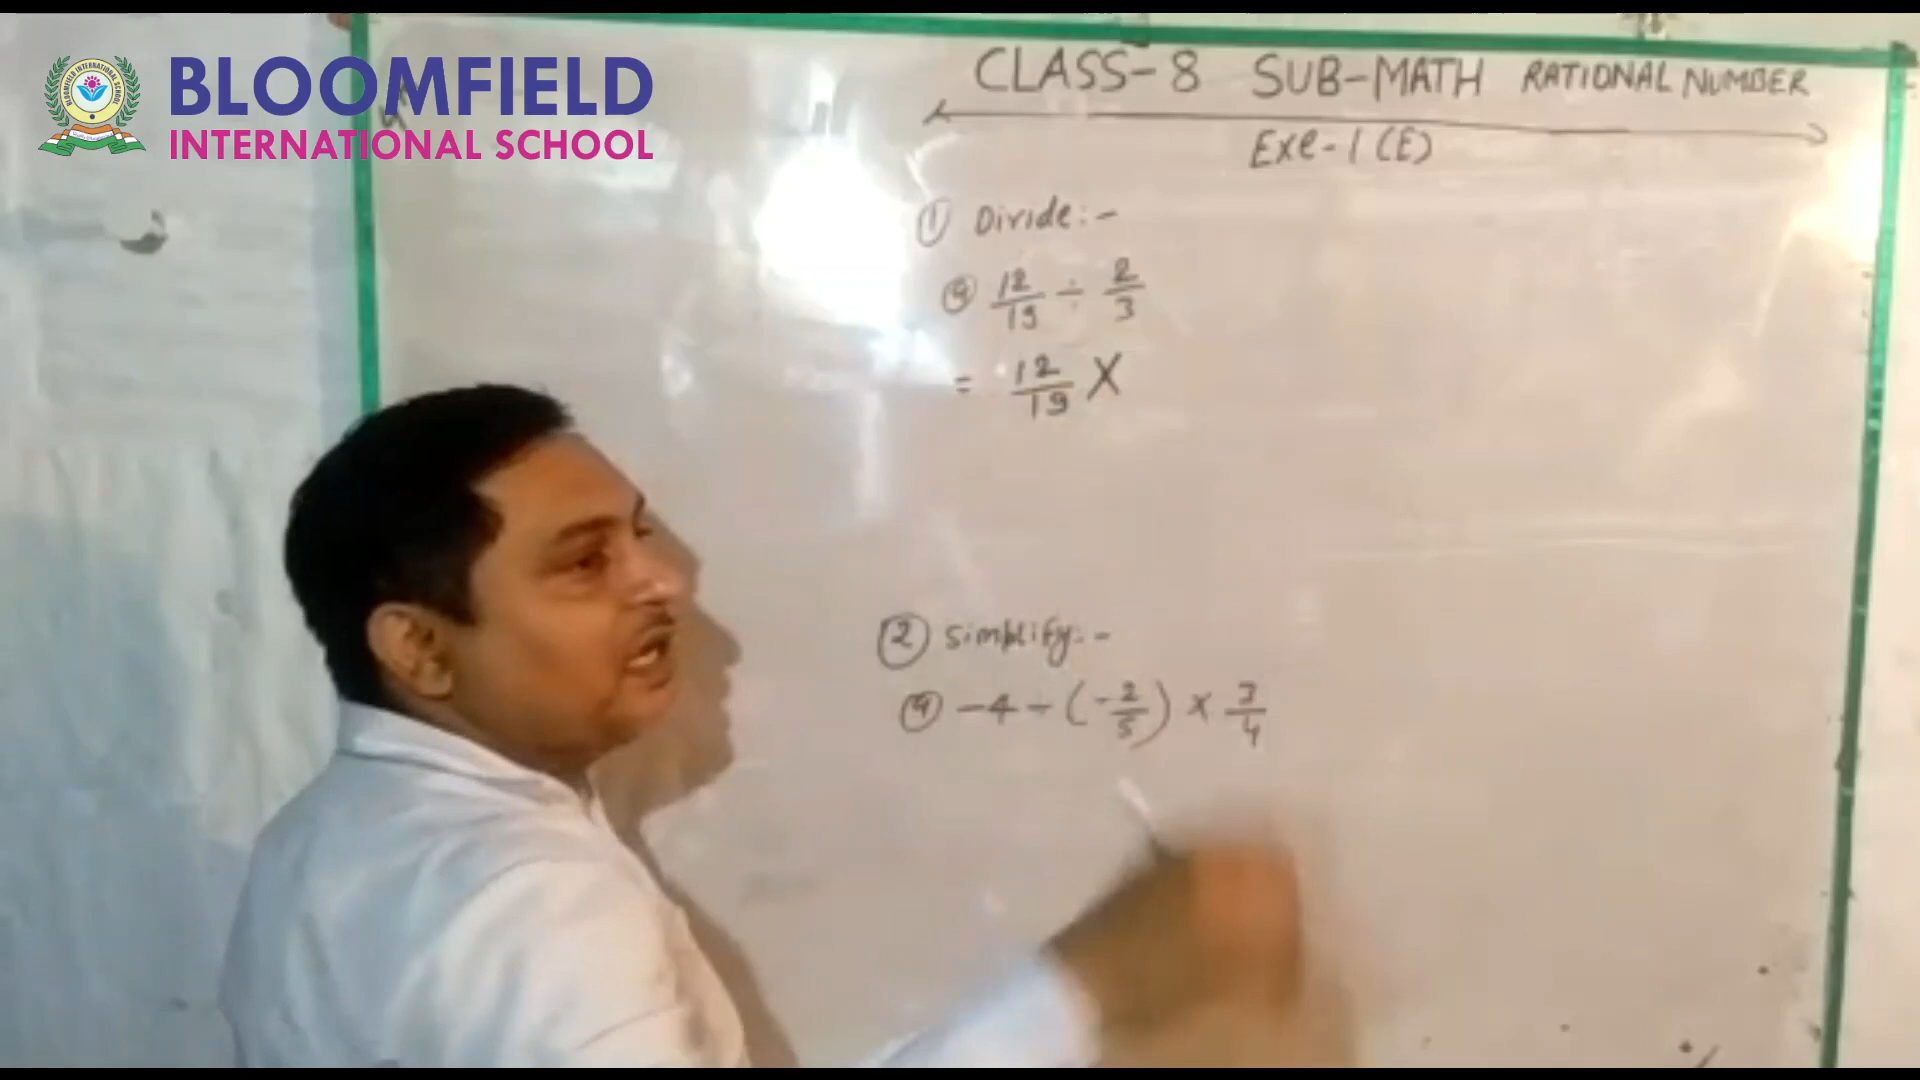 BLOOMFIELD
INTERNATIONAL SCHOOL
CLASS-8 SUB-MATH RATIONAL NUMBER
Exe-1(E)
① Divide:-
ⓐ 12/19 ÷ 2/3
= 12/19 X
② Simplify:-
ⓐ -4 ÷ (-2/5) × 3/4